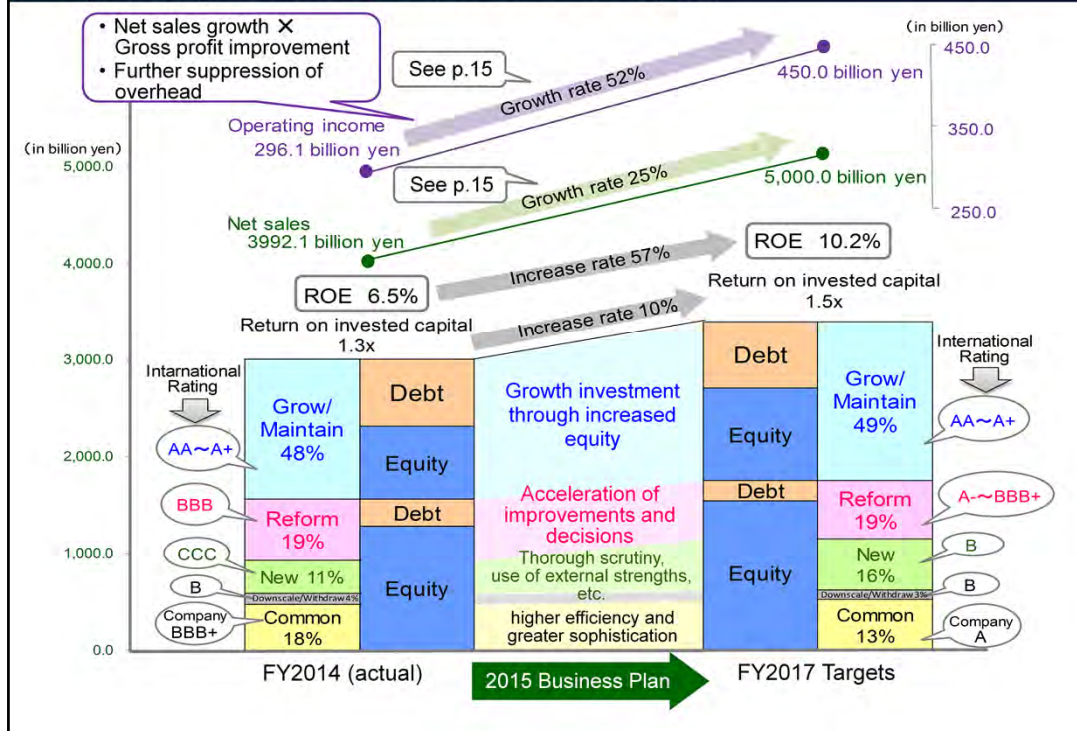 • Net sales growth ×
Gross profit improvement
• Further suppression of
overhead
See p.15
Growth rate 52%
Operating income
296.1 billion yen
450.0 billion yen
(in billion yen)
450.0
350.0
250.0
(in billion yen)
5,000.0
4,000.0
3,000.0
2,000.0
1,000.0
0.0
See p.15
Growth rate 25%
Net sales
3992.1 billion yen
5,000.0 billion yen
ROE 6.5%
Increase rate 57%
ROE 10.2%
Return on invested capital
1.3x
Increase rate 10%
Return on invested capital
1.5x
International
Rating
AA~A+
BBB
CCC
B
Company
BBB+
Grow/
Maintain
48%
Reform
19%
New 11%
Downscale/Withdraw4%
Common
18%
Debt
Equity
Debt
Equity
Growth investment
through increased
equity
Acceleration of
improvements and
decisions
Thorough scrutiny,
use of external strengths,
etc.
higher efficiency and
greater sophistication
Debt
Equity
Debt
Equity
Grow/
Maintain
49%
Reform
19%
New
16%
Downscale/Withdraw3%
Common
13%
International
Rating
AA~A+
A-~BBB+
B
B
Company
A
FY2014 (actual)
2015 Business Plan
FY2017 Targets